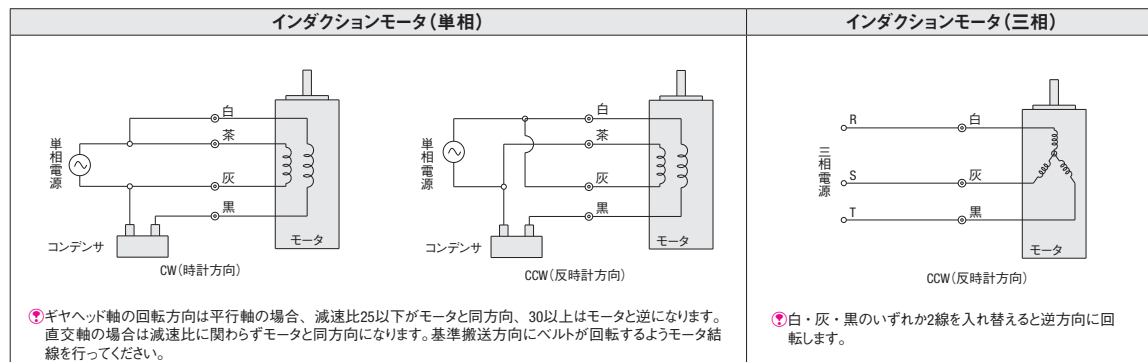 インダクションモータ(単相)
インダクションモータ(三相)
白
茶
灰
黒
単相電源
コンデンサ
モータ
CW(時計方向)
白
茶
灰
黒
単相電源
コンデンサ
モータ
CCW(反時計方向)
ギヤヘッド軸の回転方向は平行軸の場合、減速比25以下がモータと同方向、30以上はモータと逆になります。
直交軸の場合は減速比に関わらずモータと同方向になります。基準搬送方向にベルトが回転するようモータ結
線を行ってください。
R
白
三相電源
S
灰
T
黒
モータ
CCW(反時計方向)
白・灰・黒のいずれか2線を入れ替えると逆方向に回
転します。